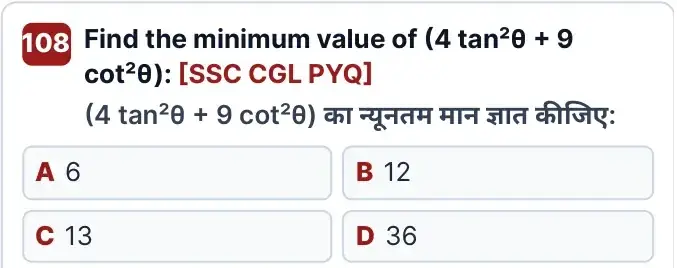 108 Find the minimum value of (4 tan²θ + 9
cot²θ): [SSC CGL PYQ]
(4 tan²θ + 9 cot²θ) का न्यूनतम मान ज्ञात कीजिए:
A 6
B 12
C 13
D 36